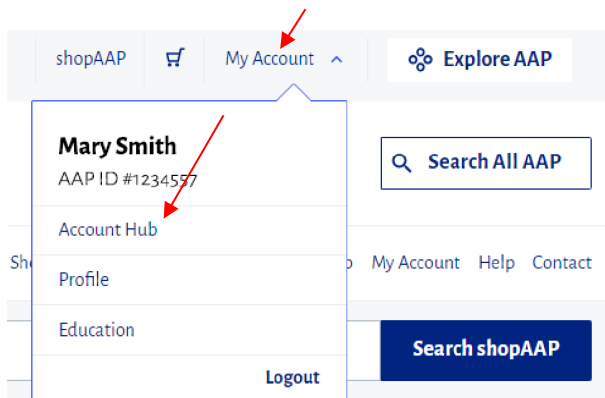 shopAAP My Account Explore AAP
Mary Smith
AAP ID #1234557
Search All AAP
Account Hub
My Account Help Contact
Profile
Education
Search shopAAP
Logout